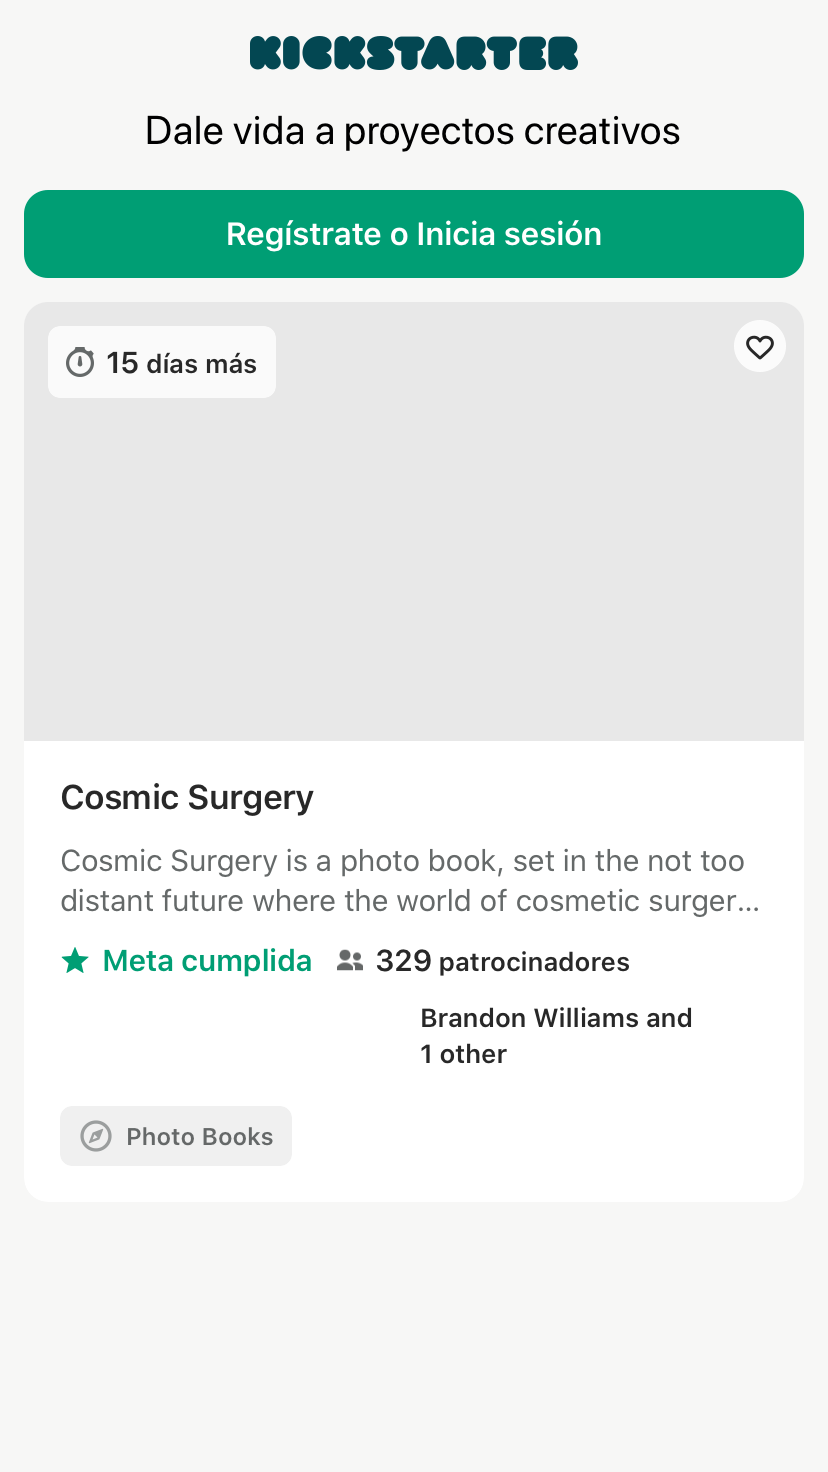 KICKSTARTER
Dale vida a proyectos creativos
Regístrate o Inicia sesión
15 días más
Cosmic Surgery
Cosmic Surgery is a photo book, set in the not too
distant future where the world of cosmetic surger...
Meta cumplida 329 patrocinadores
Brandon Williams and
1 other
Photo Books